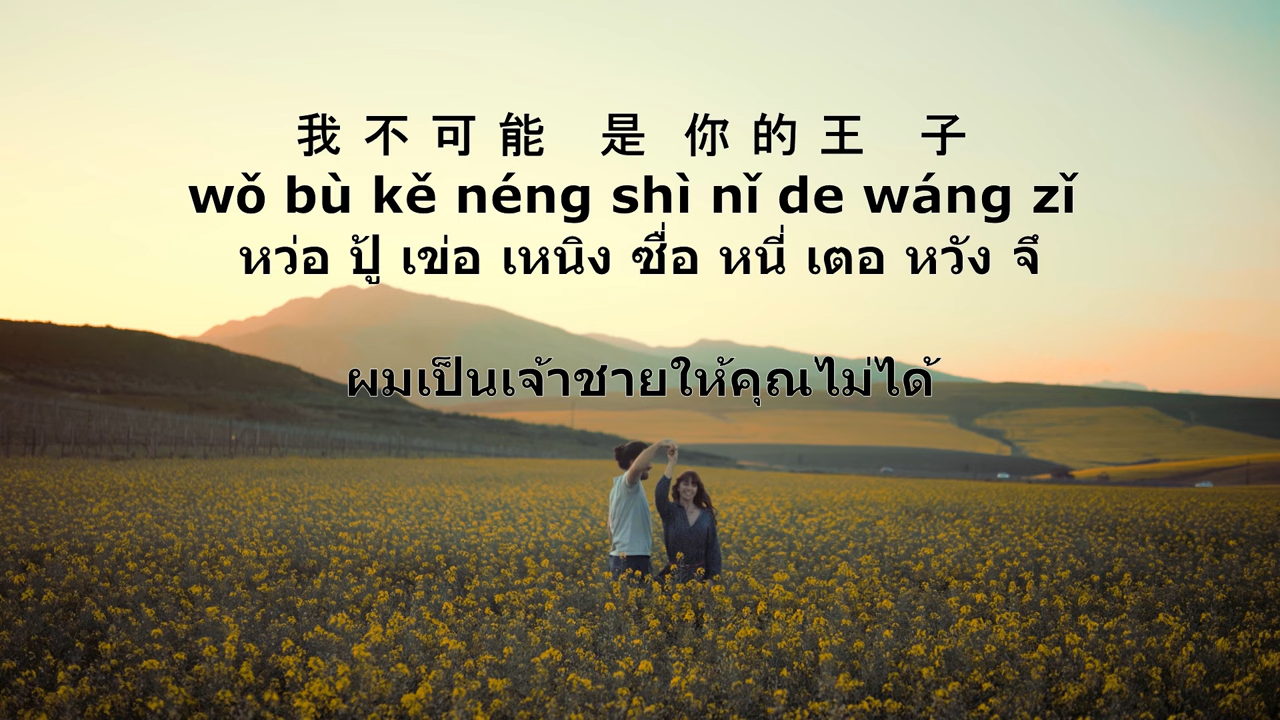 我 不 可 能 是 你 的 王 子
wǒ bù kě néng shì nǐ de wáng zǐ
หว่อ ปู้ เข่อ เหนิง ซื่อ หนี่ เตอ หวัง จึ
ผมเป็นเจ้าชายให้คุณไม่ได้